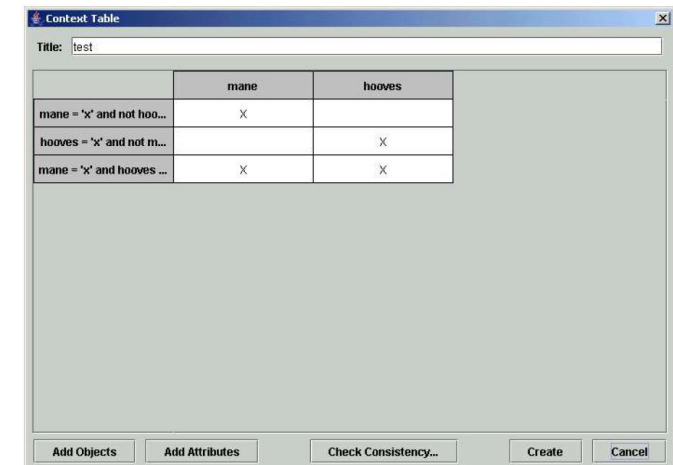 Context Table
Title: test
mane hooves
mane = 'x' and not hoo... X
hooves = 'x' and not m... X
mane = 'x' and hooves ... X X
Add Objects Add Attributes Check Consistency... Create Cancel